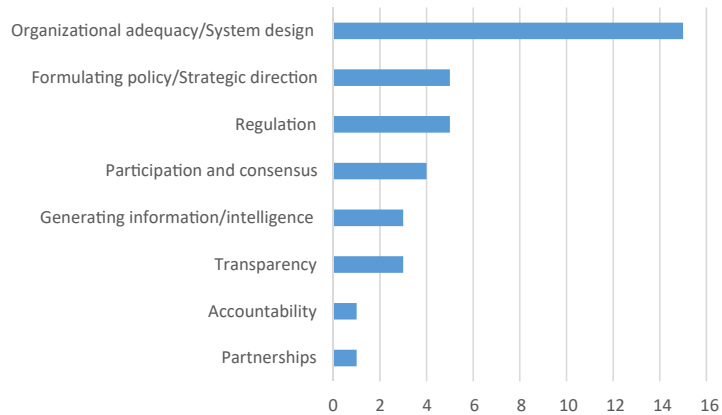 Organizational adequacy/System design
Formulating policy/Strategic direction
Regulation
Participation and consensus
Generating information/intelligence
Transparency
Accountability
Partnerships
0 2 4 6 8 10 12 14 16